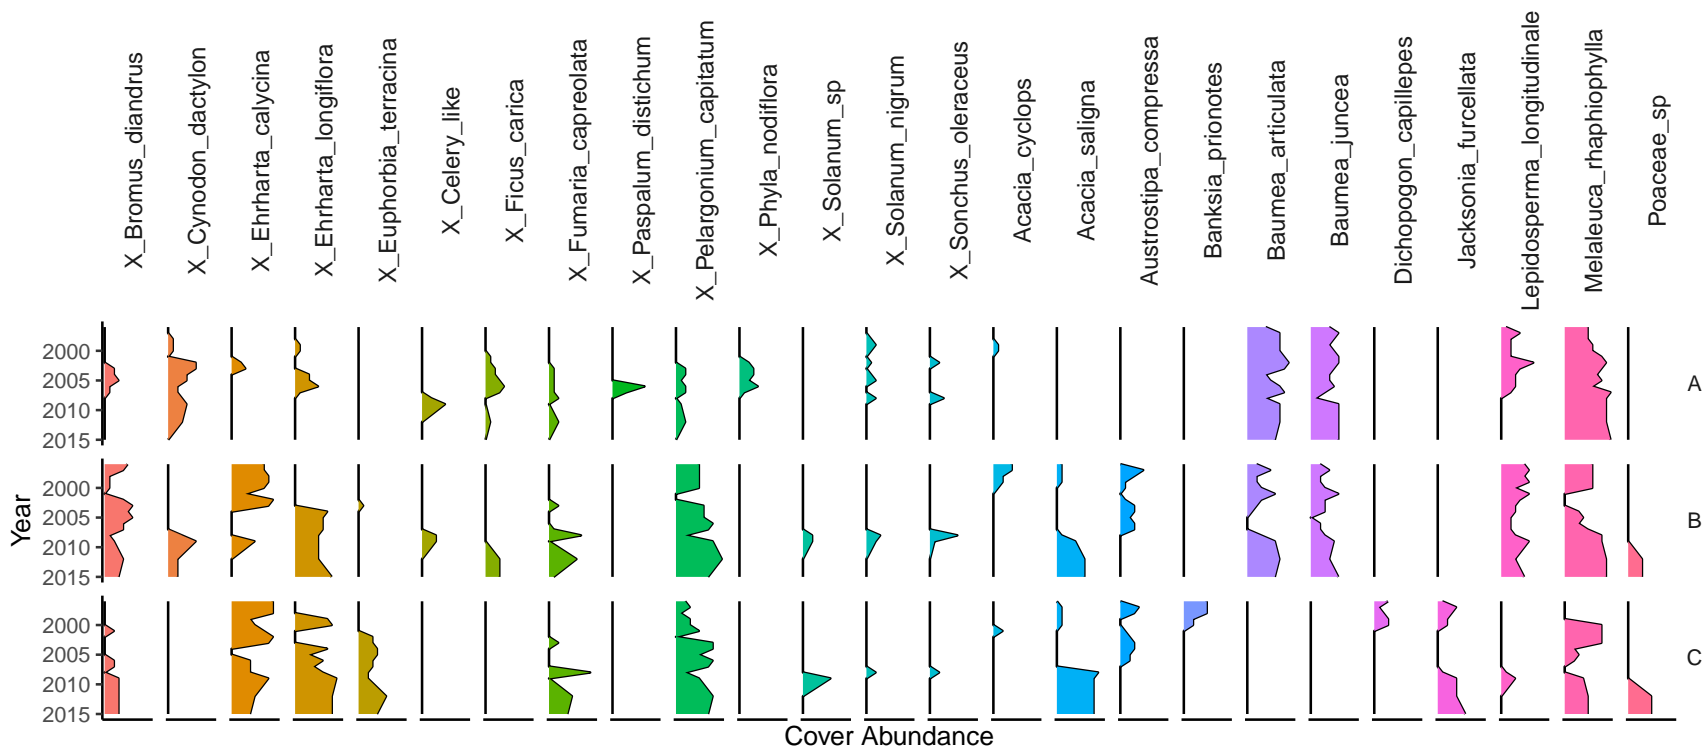 X_Bromus_diandrus
X_Cynodon_dactylon
X_Ehrharta_calycina
X_Ehrharta_longiflora
X_Euphorbia_terracina
X_Celery_like
X_Ficus_carica
X_Fumaria_capreolata
X_Paspalum_distichum
X_Pelargonium_capitatum
X_Phyla_nodiflora
X_Solanum_sp
X_Solanum_nigrum
X_Sonchus_oleraceus
Acacia_cyclops
Acacia_saligna
Austrostipa_compressa
Banksia_prionotes
Baumea_articulata
Baumea_juncea
Dichopogon_capillepes
Jacksonia_furcellata
Lepidosperma_longitudinale
Melaleuca_rhaphiophylla
Poaceae_sp
Year
2000
2005
2010
2015
A
2000
2005
2010
2015
B
2000
2005
2010
2015
C
Cover Abundance